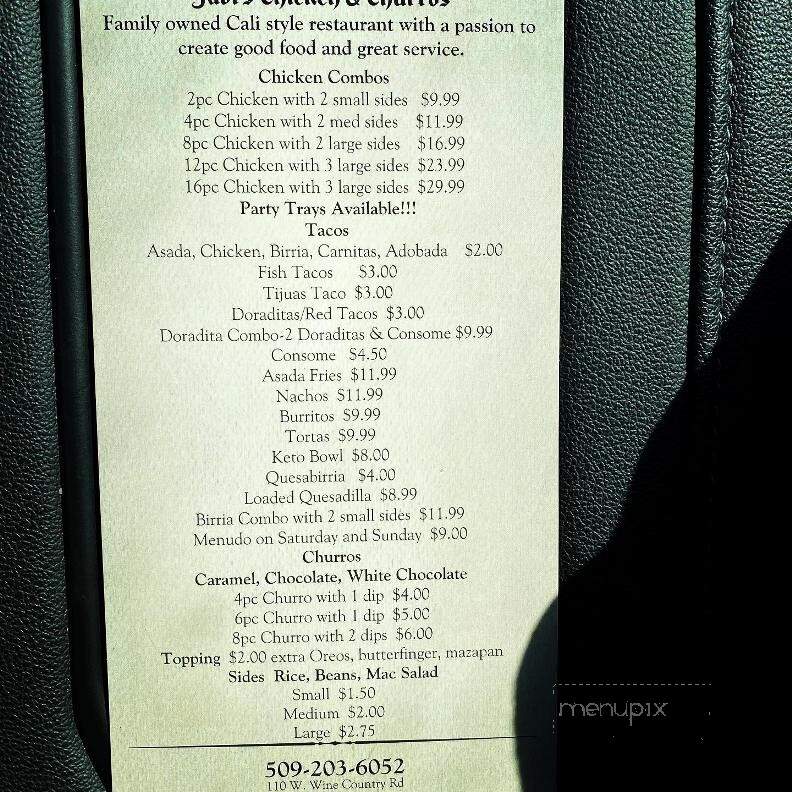 Chicken & Churros
Family owned Cali style restaurant with a passion to
create good food and great service.
Chicken Combos
2pc Chicken with 2 small sides $9.99
4pc Chicken with 2 med sides $11.99
8pc Chicken with 2 large sides $16.99
12pc Chicken with 3 large sides $23.99
16pc Chicken with 3 large sides $29.99
Party Trays Available!!!
Tacos
Asada, Chicken, Birria, Carnitas, Adobada $2.00
Fish Tacos $3.00
Tijuas Taco $3.00
Doraditas/Red Tacos $3.00
Doradita Combo-2 Doraditas & Consome $9.99
Consome $4.50
Asada Fries $11.99
Nachos $11.99
Burritos $9.99
Tortas $9.99
Keto Bowl $8.00
Quesabirria $4.00
Loaded Quesadilla $8.99
Birria Combo with 2 small sides $11.99
Menudo on Saturday and Sunday $9.00
Churros
Caramel, Chocolate, White Chocolate
4pc Churro with 1 dip $4.00
6pc Churro with 1 dip $5.00
8pc Churro with 2 dips $6.00
Topping $2.00 extra Oreos, butterfinger, mazapan
Sides Rice, Beans, Mac Salad
Small $1.50
Medium $2.00
Large $2.75
509-203-6052
110 W. Wine Country Rd
menupix